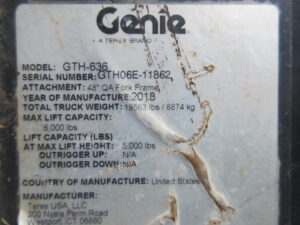 Genie
A TEREX BRAND
MODEL: GTH-636
SERIAL NUMBER: GTH06E-11862
ATTACHMENT: 48" QA Fork Frame
YEAR OF MANUFACTURE: 2018
TOTAL TRUCK WEIGHT: 19563 lbs / 8874 kg
MAX LIFT CAPACITY:
6,000 lbs
LIFT CAPACITY (LBS)
AT MAX LIFT HEIGHT: 5,000 lbs
OUTRIGGER UP: N/A
OUTRIGGER DOWN: N/A
COUNTRY OF MANUFACTURE: United States
MANUFACTURER:
Terex USA, LLC
200 Nyala Farm Road
Westport, CT 06880